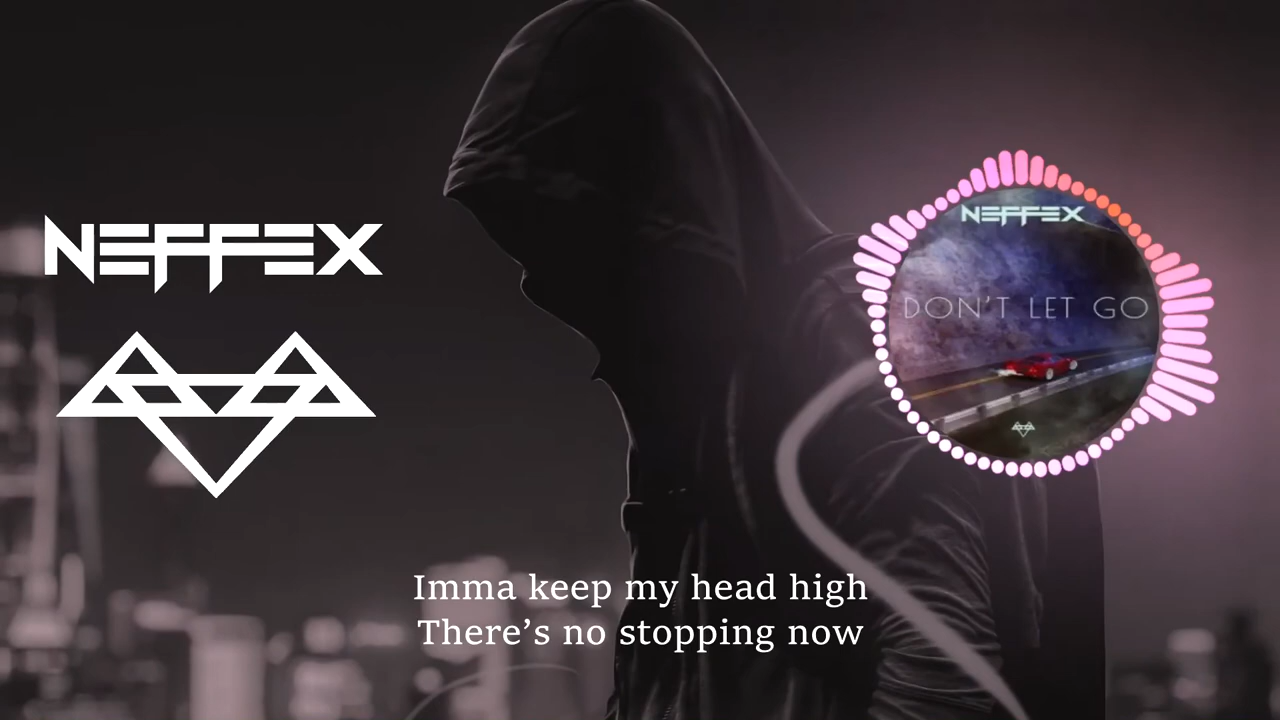 NEFFEX
NEFFEX
DON'T LET GO
Imma keep my head high
There’s no stopping now